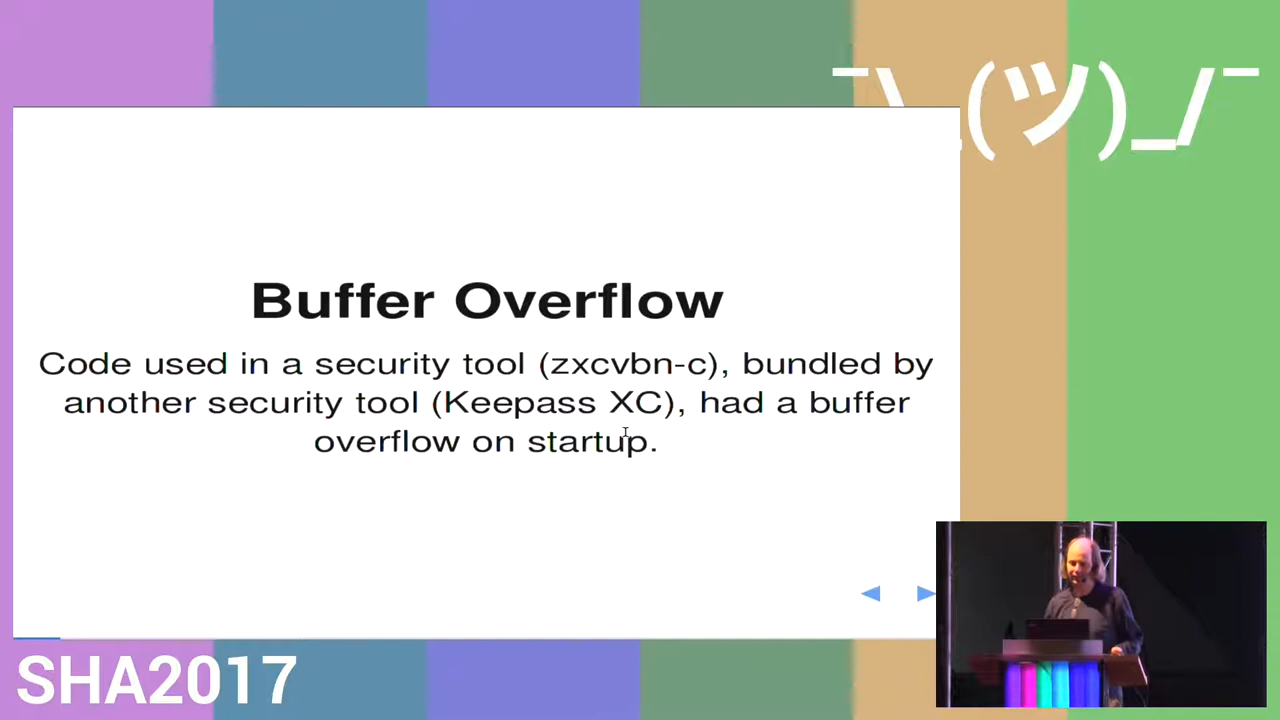 ¯\_(ツ)_/¯
Buffer Overflow
Code used in a security tool (zxcvbn-c), bundled by
another security tool (Keepass XC), had a buffer
overflow on startup.
SHA2017